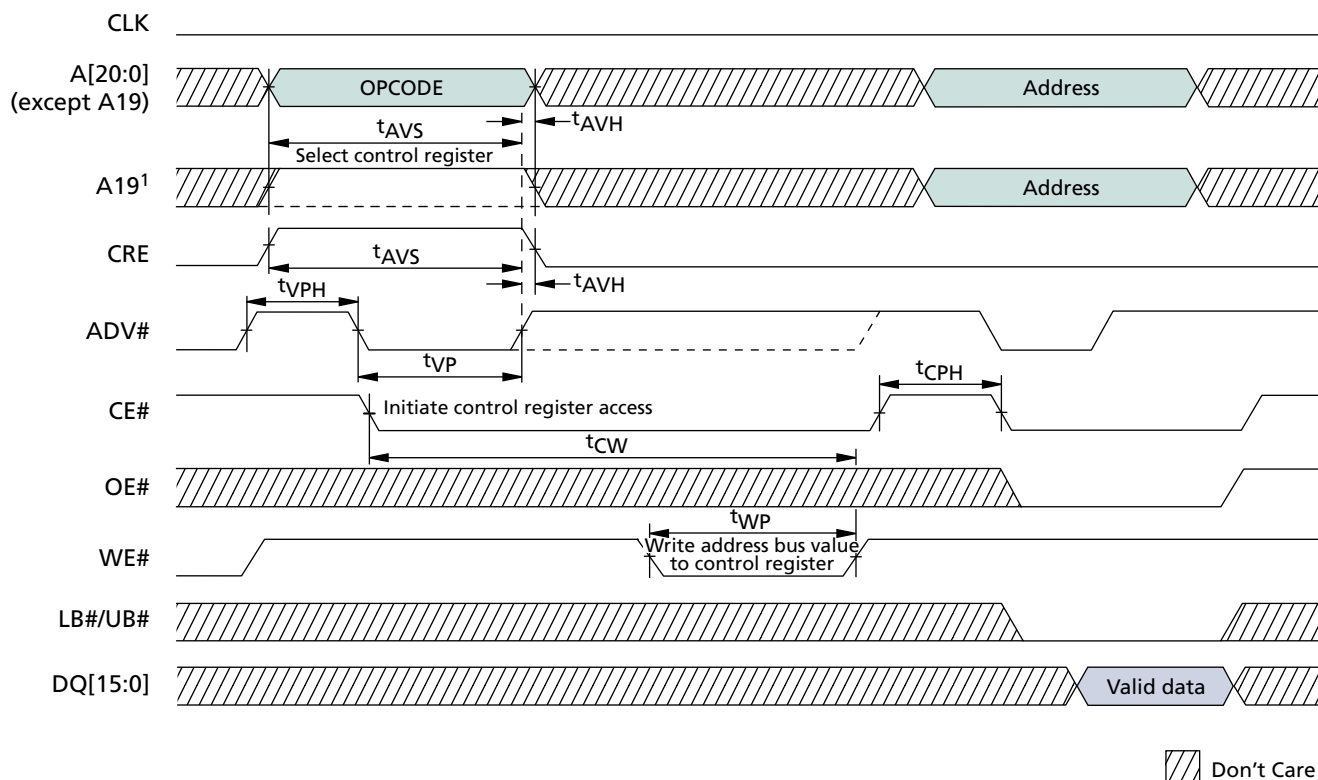 CLK
A[20:0]
(except A19)
OPCODE
Address
tAVS
tAVH
Select control register
A19¹
Address
CRE
tAVS
tAVH
tVPH
ADV#
tVP
tCPH
CE#
Initiate control register access
tCW
OE#
tWP
WE#
Write address bus value
to control register
LB#/UB#
DQ[15:0]
Valid data
Don't Care